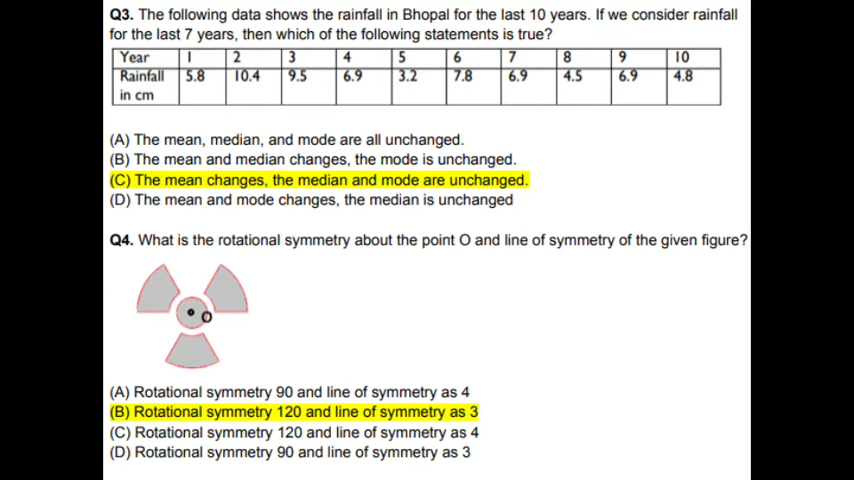 Q3. The following data shows the rainfall in Bhopal for the last 10 years. If we consider rainfall
for the last 7 years, then which of the following statements is true?
Year 1 2 3 4 5 6 7 8 9 10
Rainfall 5.8 10.4 9.5 6.9 3.2 7.8 6.9 4.5 6.9 4.8
in cm
(A) The mean, median, and mode are all unchanged.
(B) The mean and median changes, the mode is unchanged.
(C) The mean changes, the median and mode are unchanged.
(D) The mean and mode changes, the median is unchanged
Q4. What is the rotational symmetry about the point O and line of symmetry of the given figure?
O
(A) Rotational symmetry 90 and line of symmetry as 4
(B) Rotational symmetry 120 and line of symmetry as 3
(C) Rotational symmetry 120 and line of symmetry as 4
(D) Rotational symmetry 90 and line of symmetry as 3